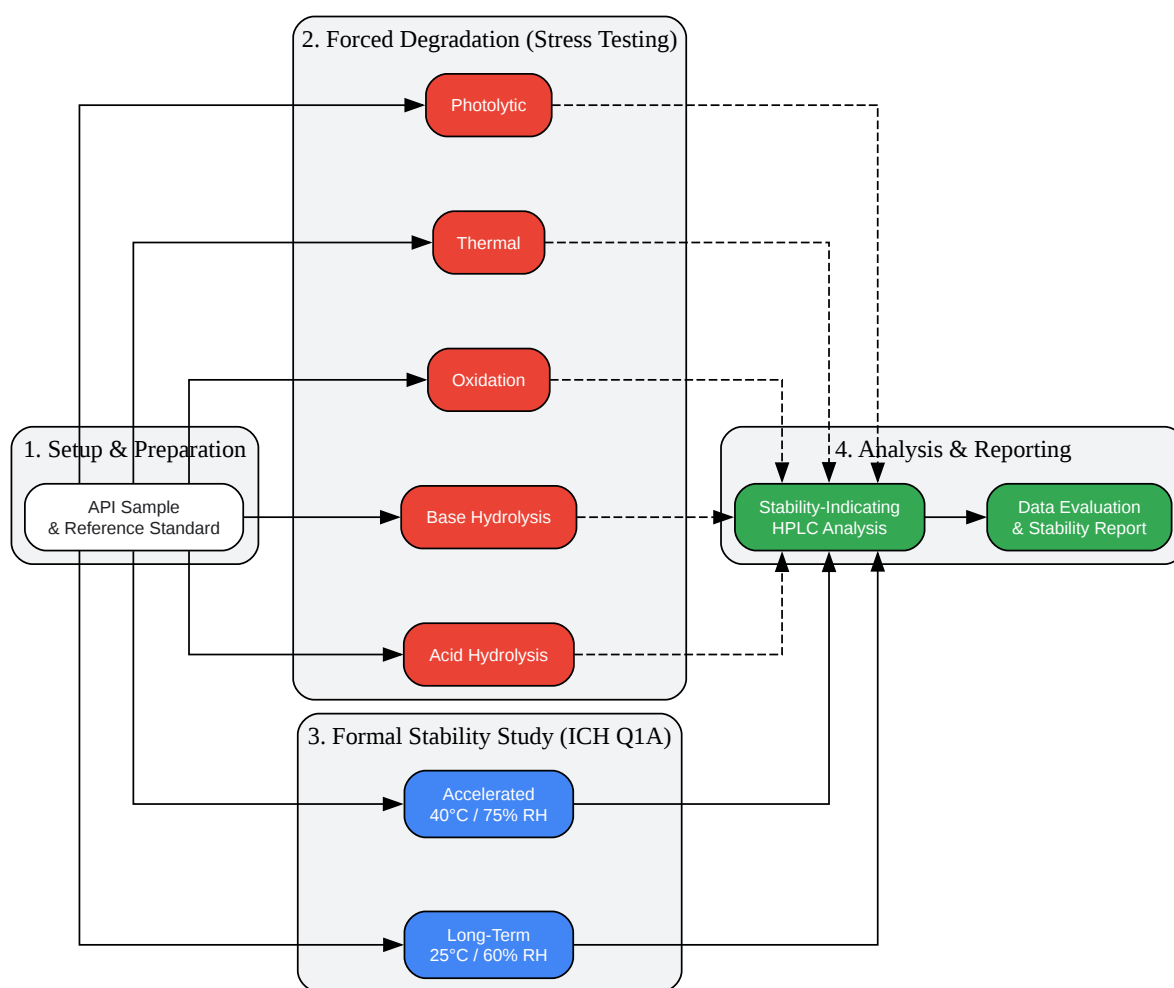 2. Forced Degradation (Stress Testing)
Photolytic
Thermal
Oxidation
1. Setup & Preparation
API Sample
& Reference Standard
Base Hydrolysis
Acid Hydrolysis
4. Analysis & Reporting
Stability-Indicating
HPLC Analysis
Data Evaluation
& Stability Report
3. Formal Stability Study (ICH Q1A)
Accelerated
40°C / 75% RH
Long-Term
25°C / 60% RH